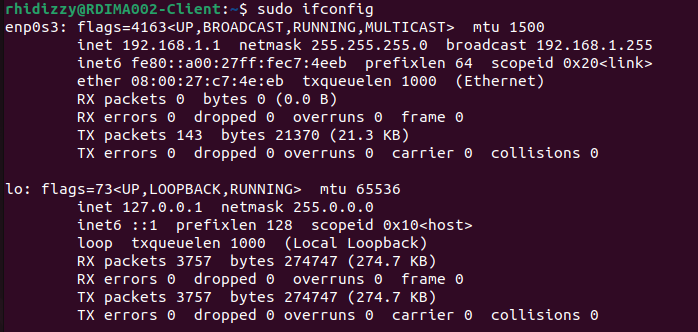 rhidizzy@RDIMA002-Client:~$ sudo ifconfig
enp0s3: flags=4163<UP,BROADCAST,RUNNING,MULTICAST>  mtu 1500
        inet 192.168.1.1  netmask 255.255.255.0  broadcast 192.168.1.255
        inet6 fe80::a00:27ff:fec7:4eeb  prefixlen 64  scopeid 0x20<link>
        ether 08:00:27:c7:4e:eb  txqueuelen 1000  (Ethernet)
        RX packets 0  bytes 0 (0.0 B)
        RX errors 0  dropped 0  overruns 0  frame 0
        TX packets 143  bytes 21370 (21.3 KB)
        TX errors 0  dropped 0 overruns 0  carrier 0  collisions 0

lo: flags=73<UP,LOOPBACK,RUNNING>  mtu 65536
        inet 127.0.0.1  netmask 255.0.0.0
        inet6 ::1  prefixlen 128  scopeid 0x10<host>
        loop  txqueuelen 1000  (Local Loopback)
        RX packets 3757  bytes 274747 (274.7 KB)
        RX errors 0  dropped 0  overruns 0  frame 0
        TX packets 3757  bytes 274747 (274.7 KB)
        TX errors 0  dropped 0 overruns 0  carrier 0  collisions 0